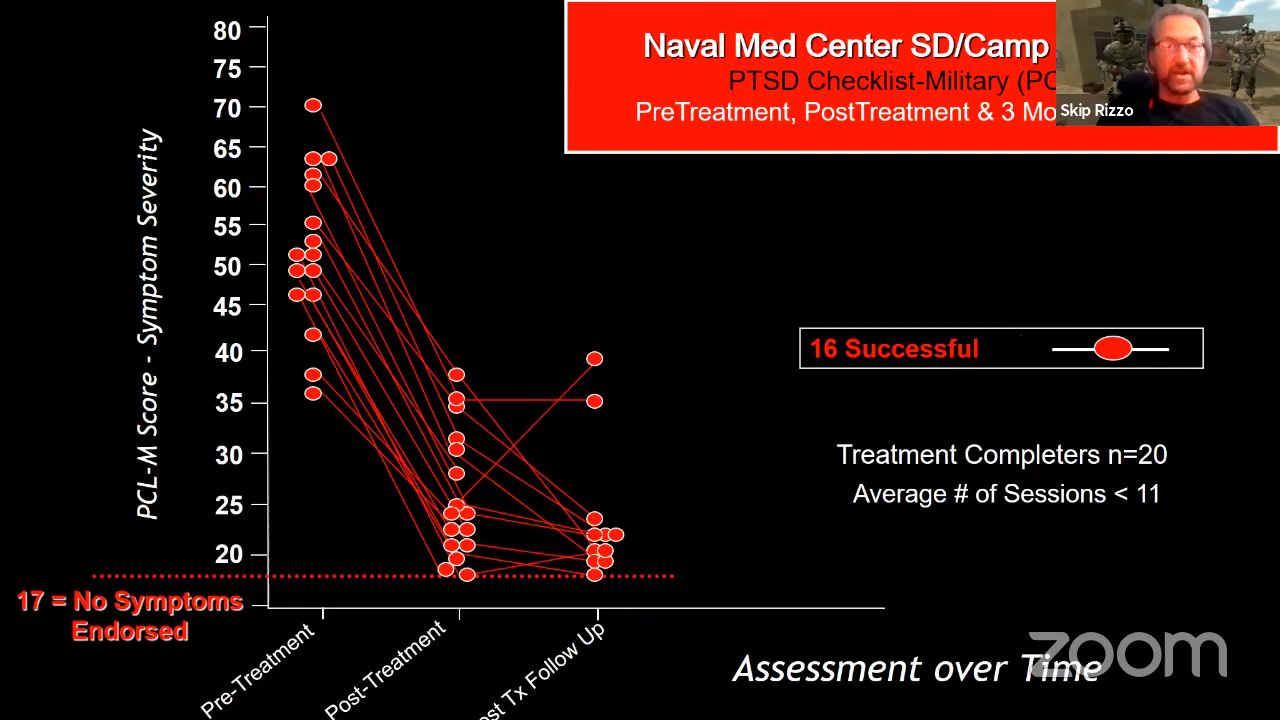 Naval Med Center SD/Camp
PTSD Checklist-Military (PC
PreTreatment, PostTreatment & 3 Mo
Skip Rizzo
80
75
70
65
60
55
50
45
40
35
30
25
20
PCL-M Score - Symptom Severity
17 = No Symptoms
Endorsed
16 Successful
Treatment Completers n=20
Average # of Sessions < 11
Pre-Treatment
Post-Treatment
ost Tx Follow Up
Assessment over Time
zoom